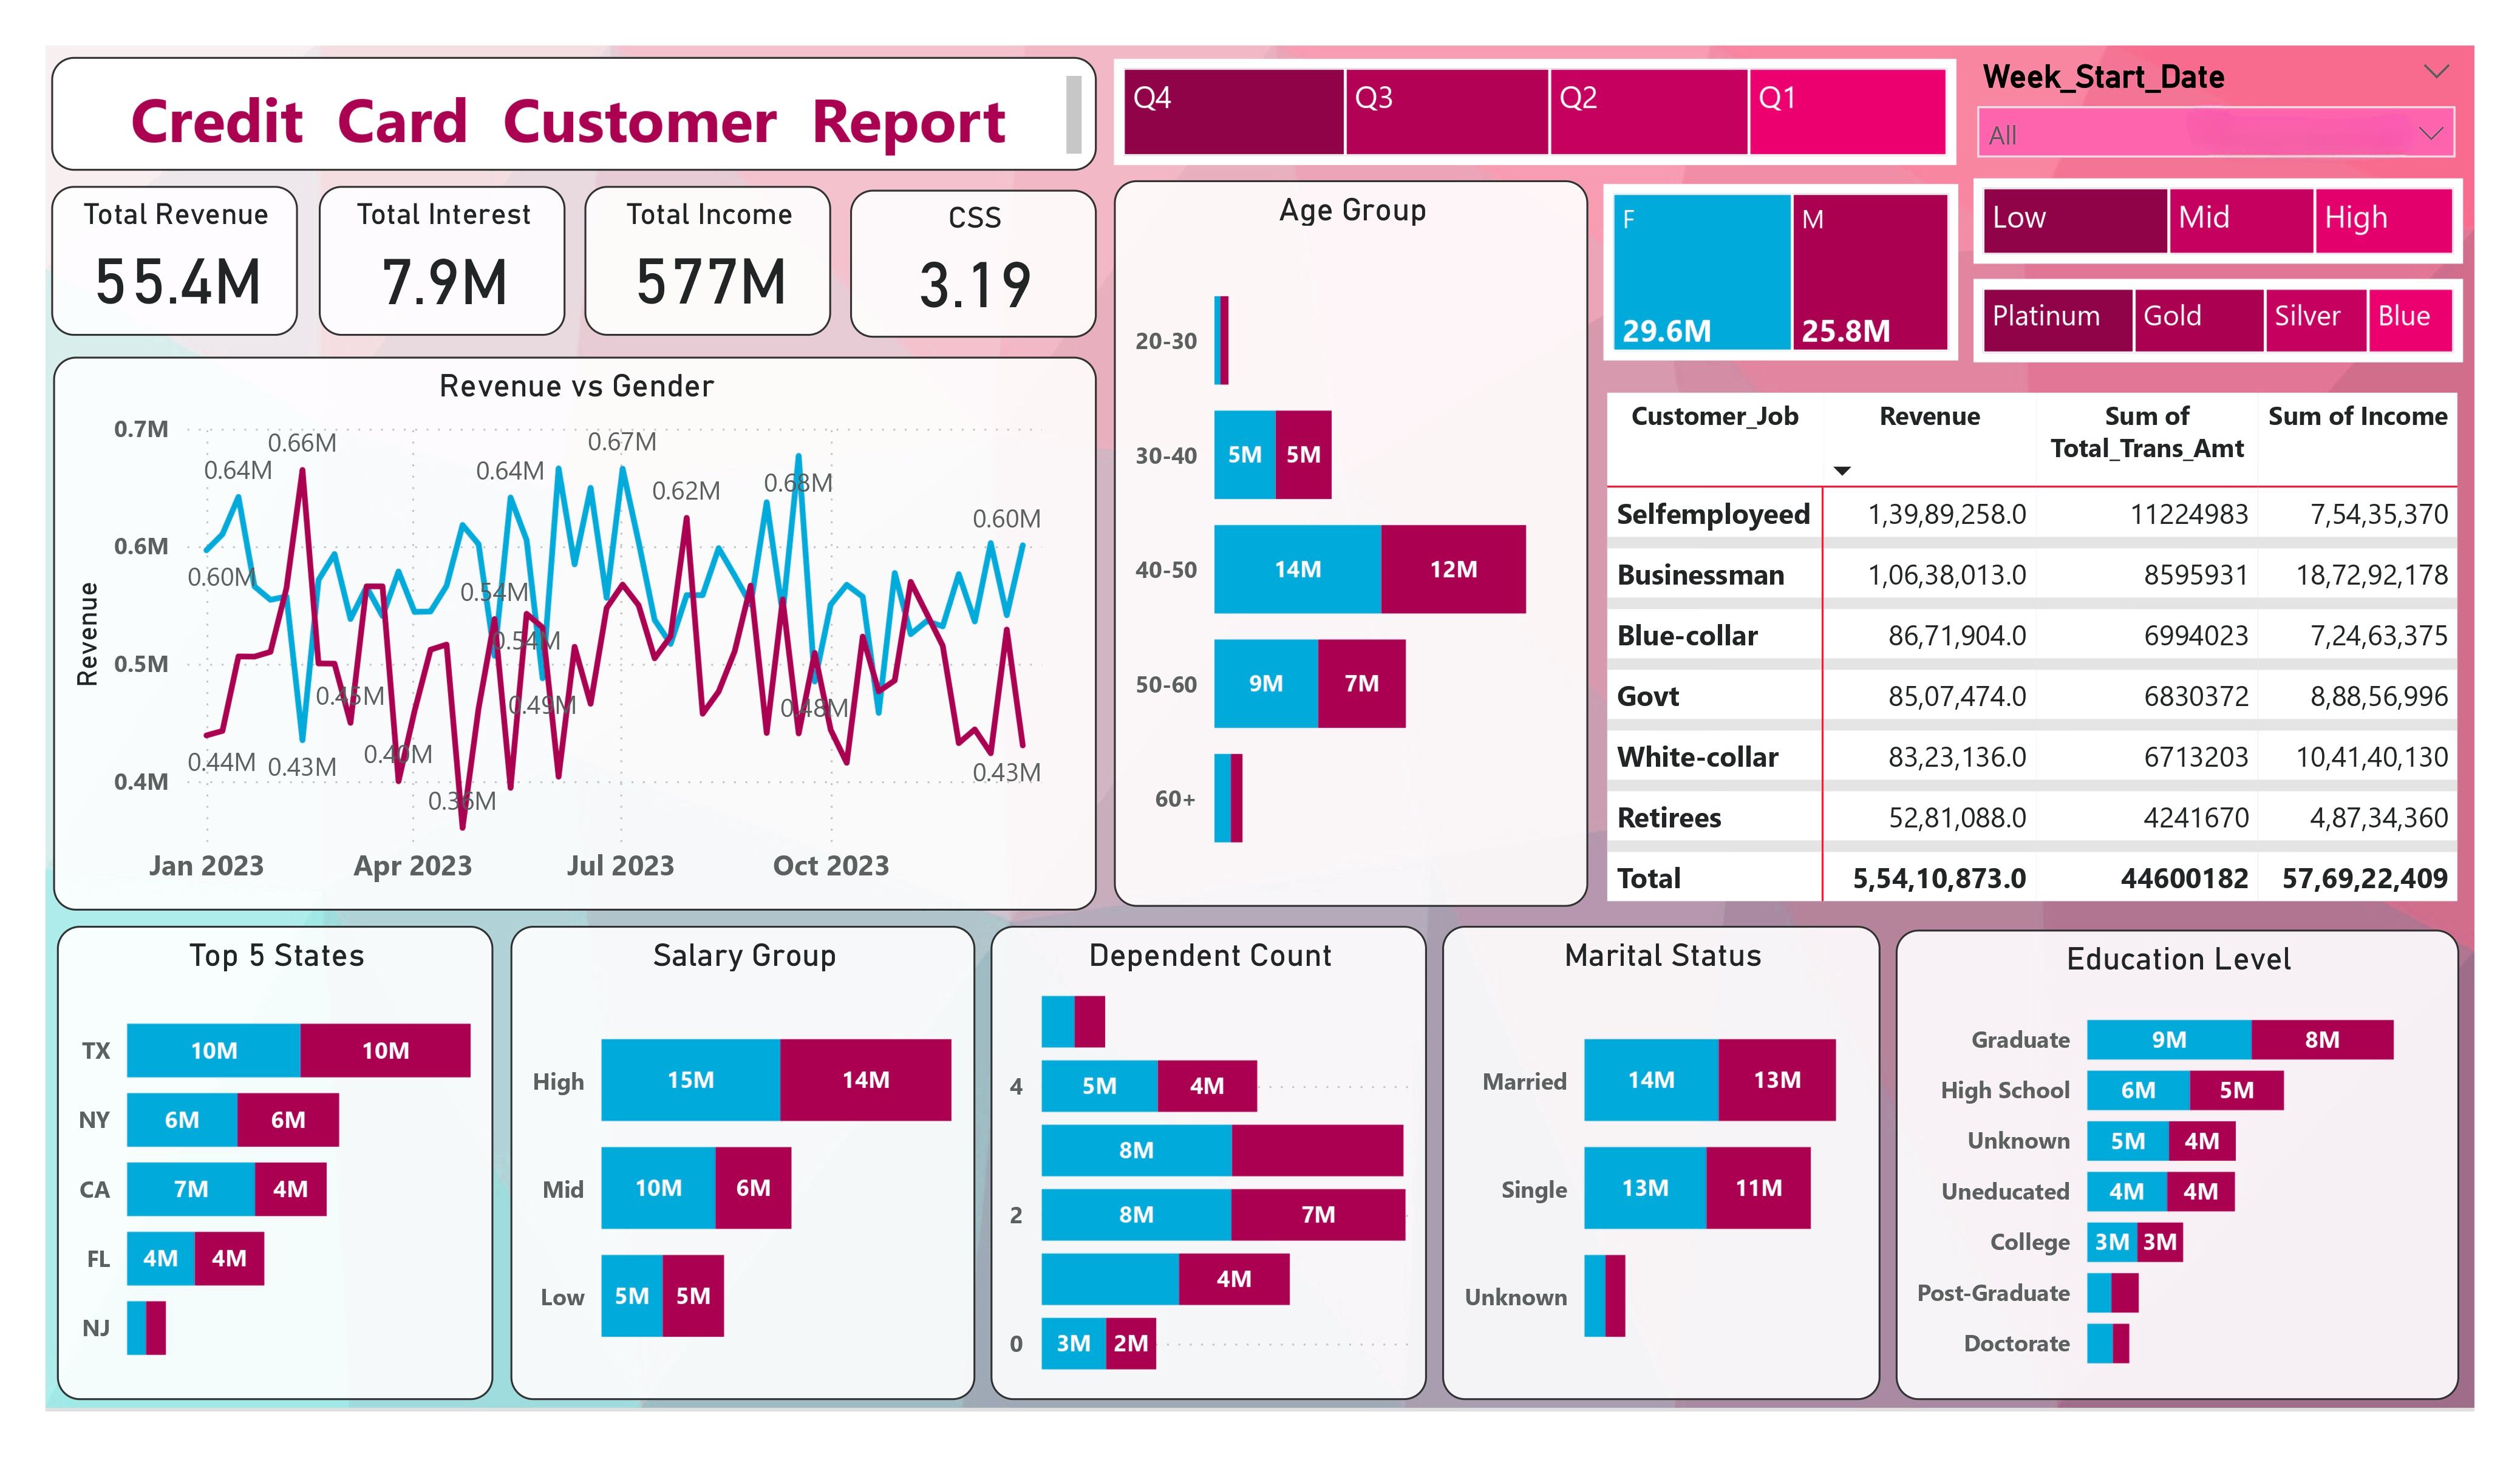 Credit Card Customer Report
Q4 Q3 Q2 Q1
Week_Start_Date
All
Total Revenue
55.4M
Total Interest
7.9M
Total Income
577M
CSS
3.19
F
29.6M
M
25.8M
Low Mid High
Platinum Gold Silver Blue
Revenue vs Gender
Revenue
0.7M
0.6M
0.5M
0.4M
0.66M
0.64M
0.60M
0.44M
0.43M
0.45M
0.40M
0.36M
0.64M
0.54M
0.54M
0.49M
0.67M
0.62M
0.68M
0.48M
0.60M
0.43M
Jan 2023 Apr 2023 Jul 2023 Oct 2023
Age Group
20-30
30-40 5M 5M
40-50 14M 12M
50-60 9M 7M
60+
Customer_Job Revenue Sum of Total_Trans_Amt Sum of Income
Selfemployeed 1,39,89,258.0 11224983 7,54,35,370
Businessman 1,06,38,013.0 8595931 18,72,92,178
Blue-collar 86,71,904.0 6994023 7,24,63,375
Govt 85,07,474.0 6830372 8,88,56,996
White-collar 83,23,136.0 6713203 10,41,40,130
Retirees 52,81,088.0 4241670 4,87,34,360
Total 5,54,10,873.0 44600182 57,69,22,409
Top 5 States
TX 10M 10M
NY 6M 6M
CA 7M 4M
FL 4M 4M
NJ
Salary Group
High 15M 14M
Mid 10M 6M
Low 5M 5M
Dependent Count
4 5M 4M
8M
2 8M 7M
4M
0 3M 2M
Marital Status
Married 14M 13M
Single 13M 11M
Unknown
Education Level
Graduate 9M 8M
High School 6M 5M
Unknown 5M 4M
Uneducated 4M 4M
College 3M 3M
Post-Graduate
Doctorate